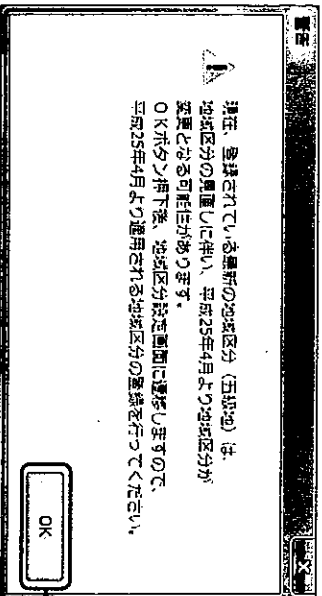 警告
現在、登録されている最新の地域区分（五級地）は、
地域区分の見直しに伴い、平成25年4月より地域区分が
変更となる可能性があります。
ＯＫボタン押下後、地域区分設定画面に遷移しますので、
平成25年4月より適用される地域区分の登録を行ってください。
OK